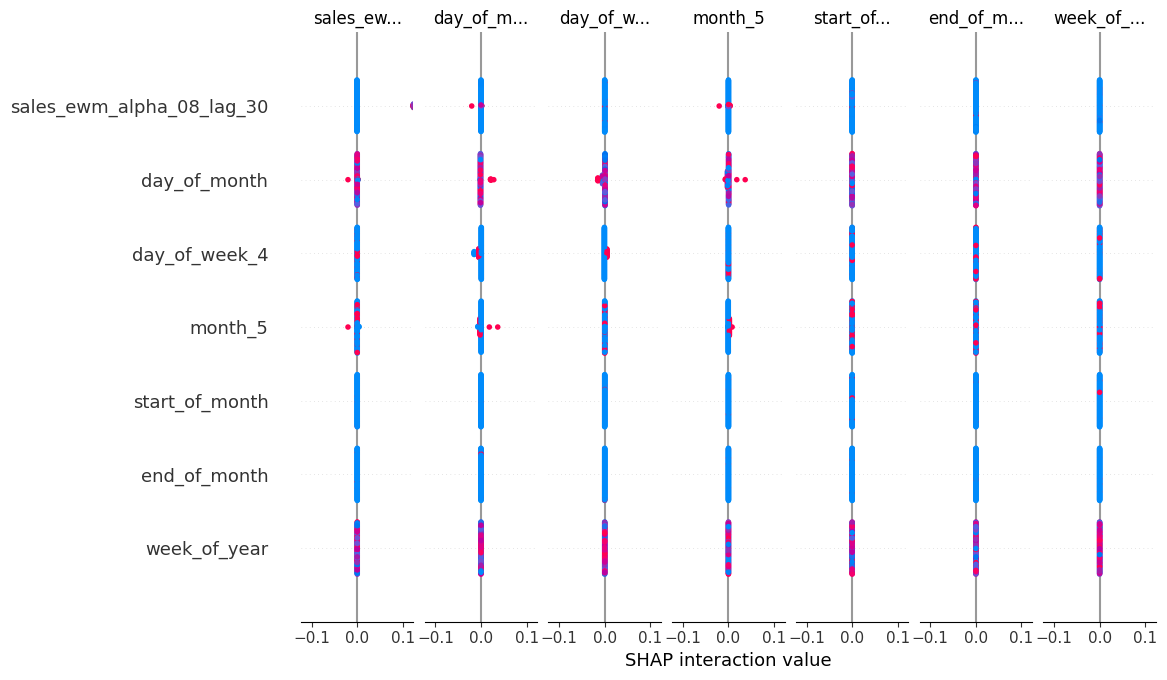 sales_ew... day_of_m... day_of_w... month_5 start_of... end_of_m... week_of_...
sales_ewm_alpha_08_lag_30
day_of_month
day_of_week_4
month_5
start_of_month
end_of_month
week_of_year
−0.1 0.0 0.1 −0.1 0.0 0.1 −0.1 0.0 0.1 −0.1 0.0 0.1 −0.1 0.0 0.1 −0.1 0.0 0.1 −0.1 0.0 0.1
SHAP interaction value